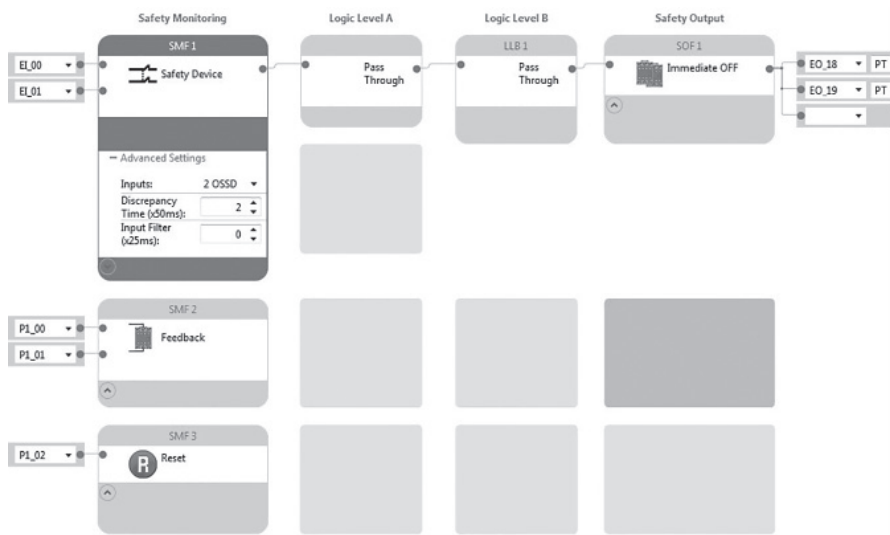 Safety Monitoring
Logic Level A
Logic Level B
Safety Output
SMF 1
LLB 1
SOF 1
EI_00
EI_01
Safety Device
Pass
Through
Pass
Through
Immediate OFF
EO_18
PT
EO_19
PT
Advanced Settings
Inputs: 2 OSSD
Discrepancy
Time (x50ms): 2
Input Filter
(x25ms): 0
SMF 2
P1_00
P1_01
Feedback
SMF 3
P1_02
R
Reset